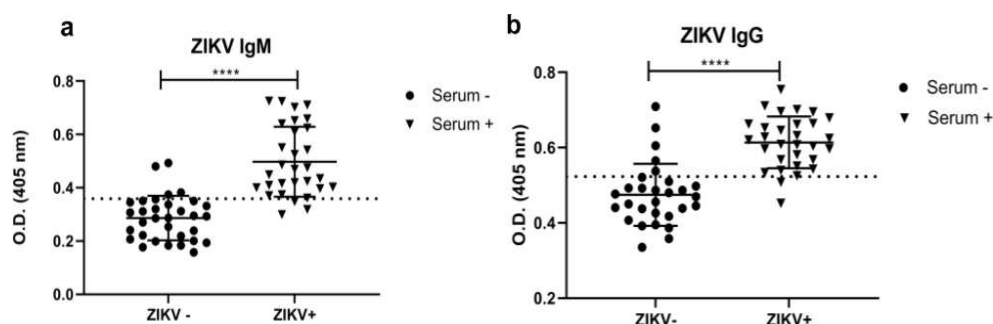 a
ZIKV IgM
****
0.8
0.6
0.4
0.2
0.0
O.D. (405 nm)
ZIKV -
ZIKV+
Serum -
Serum +
b
ZIKV IgG
****
0.8
0.6
0.4
0.2
O.D. (405 nm)
ZIKV-
ZIKV+
Serum -
Serum +